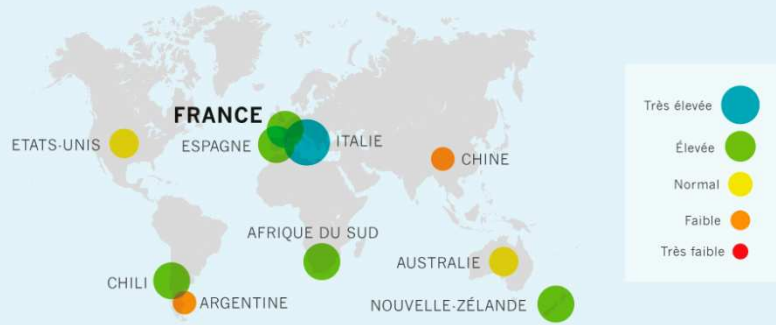 FRANCE
ETATS-UNIS
ESPAGNE
ITALIE
CHINE
AFRIQUE DU SUD
AUSTRALIE
CHILI
ARGENTINE
NOUVELLE-ZÉLANDE
Très élevée
Élevée
Normal
Faible
Très faible